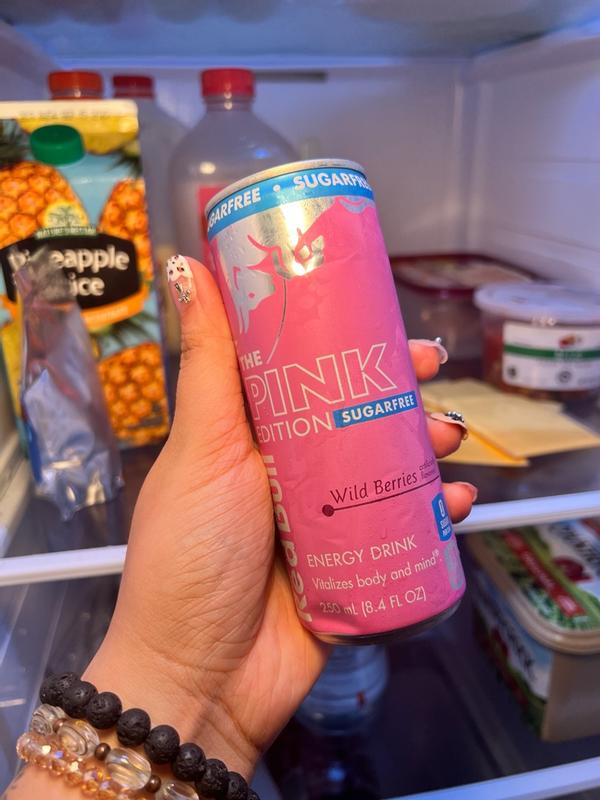 SUGARFREE • SUGARFREE
THE
PINK
EDITION SUGARFREE
Red Bull
Wild Berries
ENERGY DRINK
Vitalizes body and mind®.
250 mL (8.4 FL OZ)
pineapple
juice